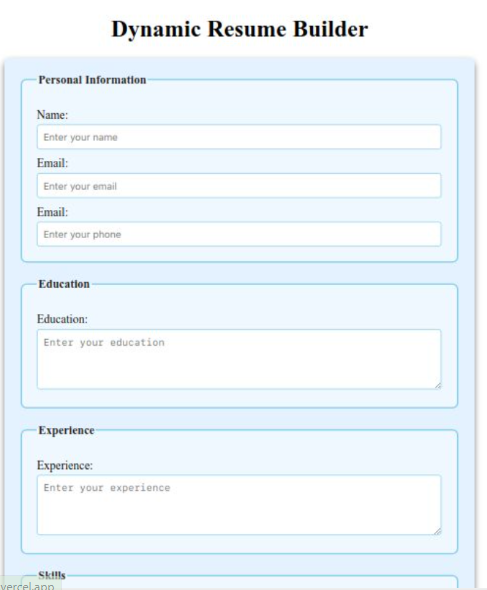 Dynamic Resume Builder
Personal Information
Name:
Enter your name
Email:
Enter your email
Email:
Enter your phone
Education
Education:
Enter your education
Experience
Experience:
Enter your experience
Skills
vercel.app